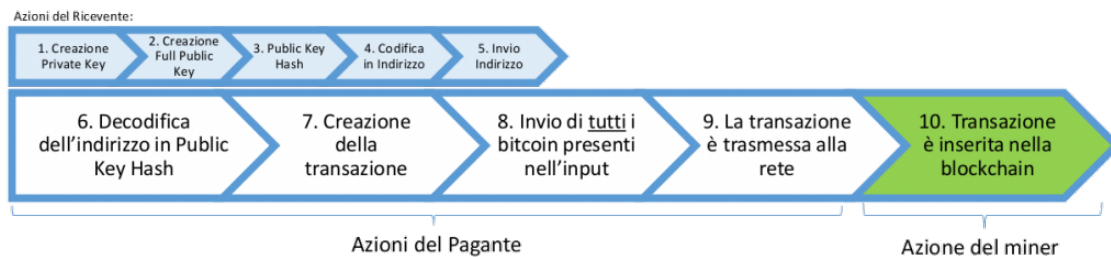 Azioni del Ricevente:
1. Creazione
Private Key
2. Creazione
Full Public
Key
3. Public Key
Hash
4. Codifica
in Indirizzo
5. Invio
Indirizzo
6. Decodifica
dell'indirizzo in Public
Key Hash
7. Creazione
della
transazione
8. Invio di tutti i
bitcoin presenti
nell'input
9. La transazione
è trasmessa alla
rete
10. Transazione
è inserita nella
blockchain
Azioni del Pagante
Azione del miner